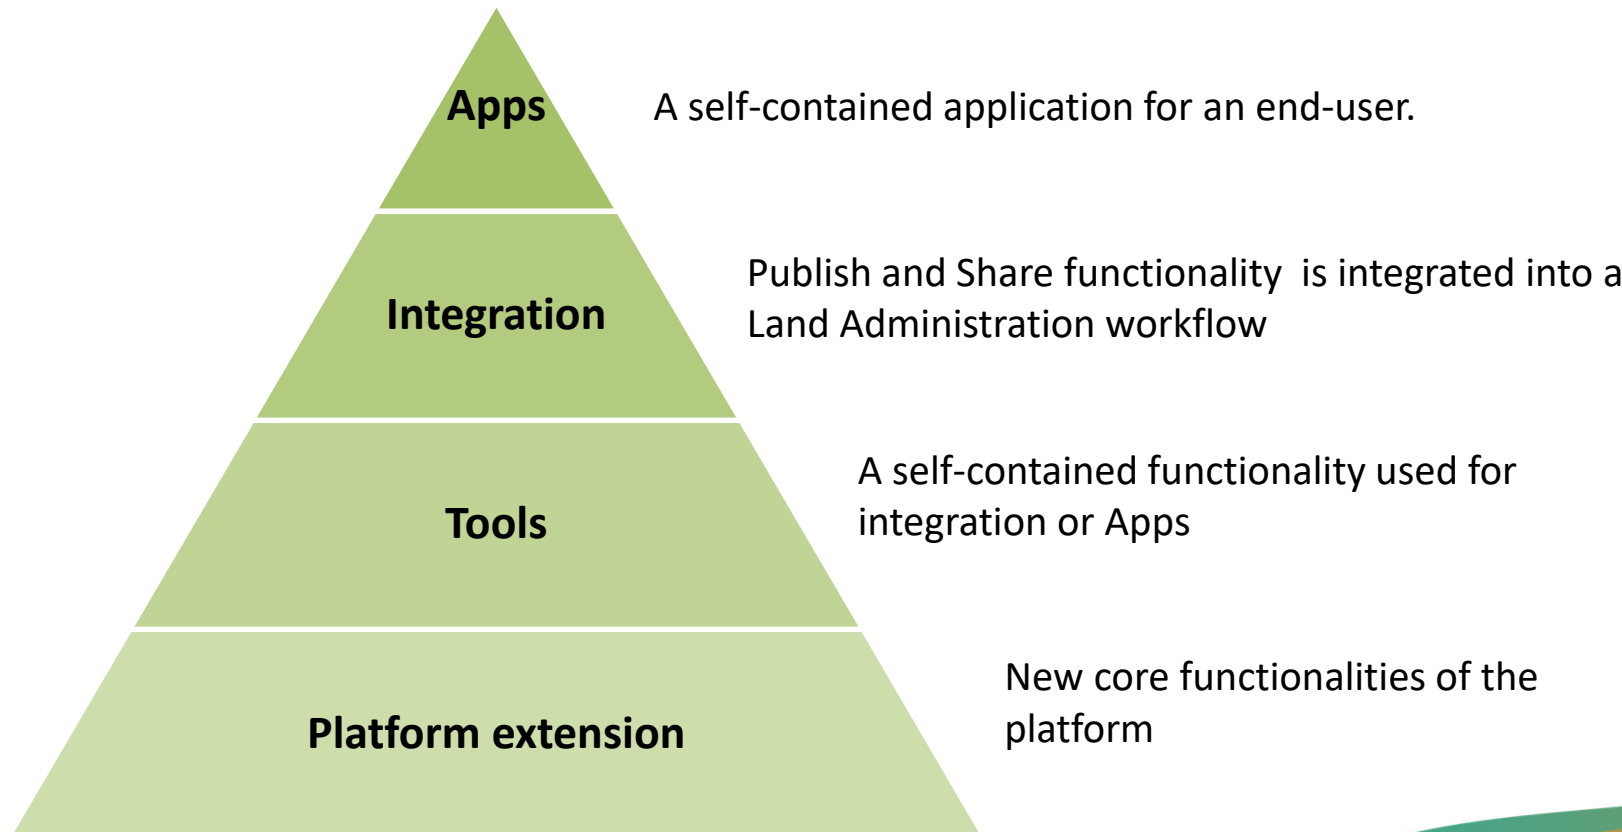 Apps
A self-contained application for an end-user.
Integration
Publish and Share functionality  is integrated into a
Land Administration workflow
Tools
A self-contained functionality used for
integration or Apps
Platform extension
New core functionalities of the
platform